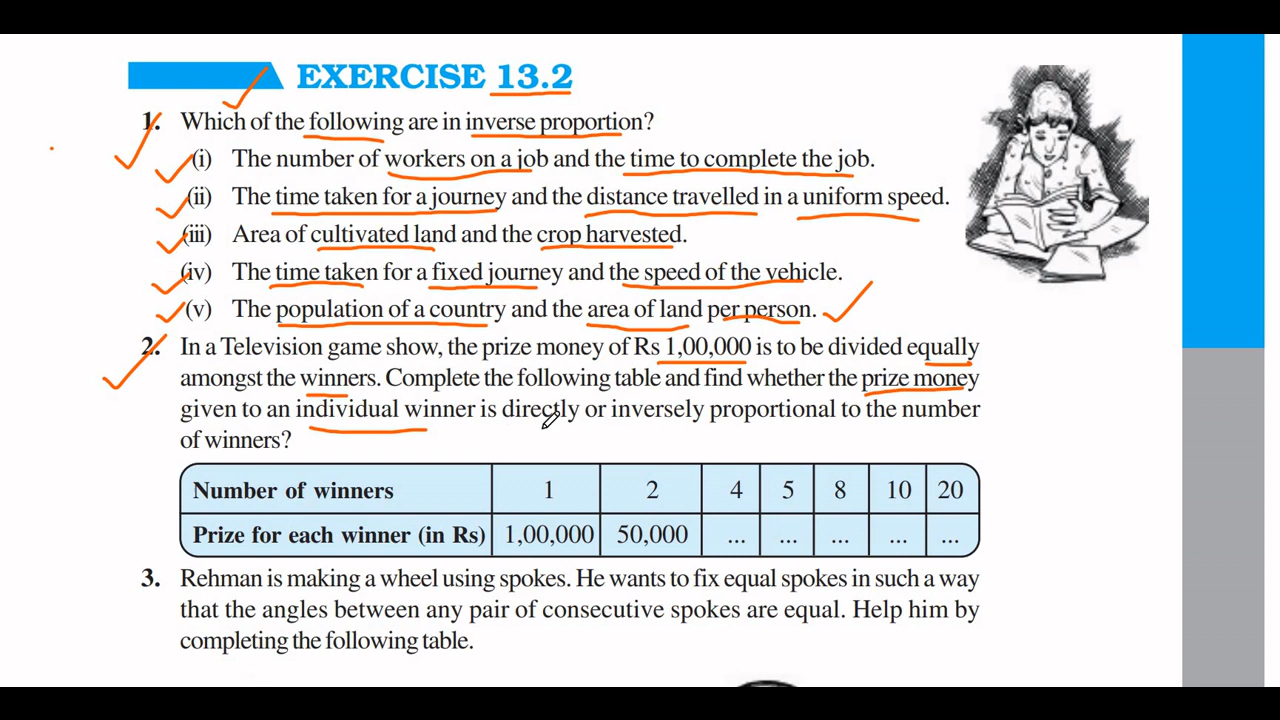 EXERCISE 13.2
1. Which of the following are in inverse proportion?
(i) The number of workers on a job and the time to complete the job.
(ii) The time taken for a journey and the distance travelled in a uniform speed.
(iii) Area of cultivated land and the crop harvested.
(iv) The time taken for a fixed journey and the speed of the vehicle.
(v) The population of a country and the area of land per person.
2. In a Television game show, the prize money of Rs 1,00,000 is to be divided equally
amongst the winners. Complete the following table and find whether the prize money
given to an individual winner is directly or inversely proportional to the number
of winners?
Number of winners 1 2 4 5 8 10 20
Prize for each winner (in Rs) 1,00,000 50,000 ... ... ... ... ...
3. Rehman is making a wheel using spokes. He wants to fix equal spokes in such a way
that the angles between any pair of consecutive spokes are equal. Help him by
completing the following table.